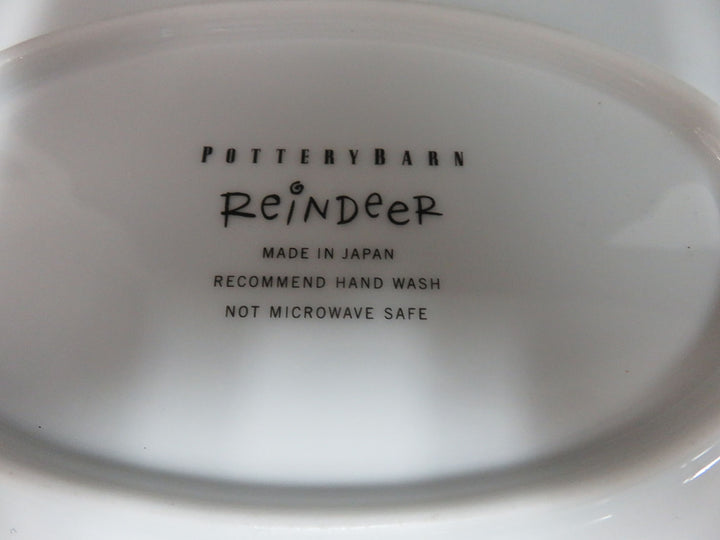 POTTERYBARN
REiNDeeR
MADE IN JAPAN
RECOMMEND HAND WASH
NOT MICROWAVE SAFE